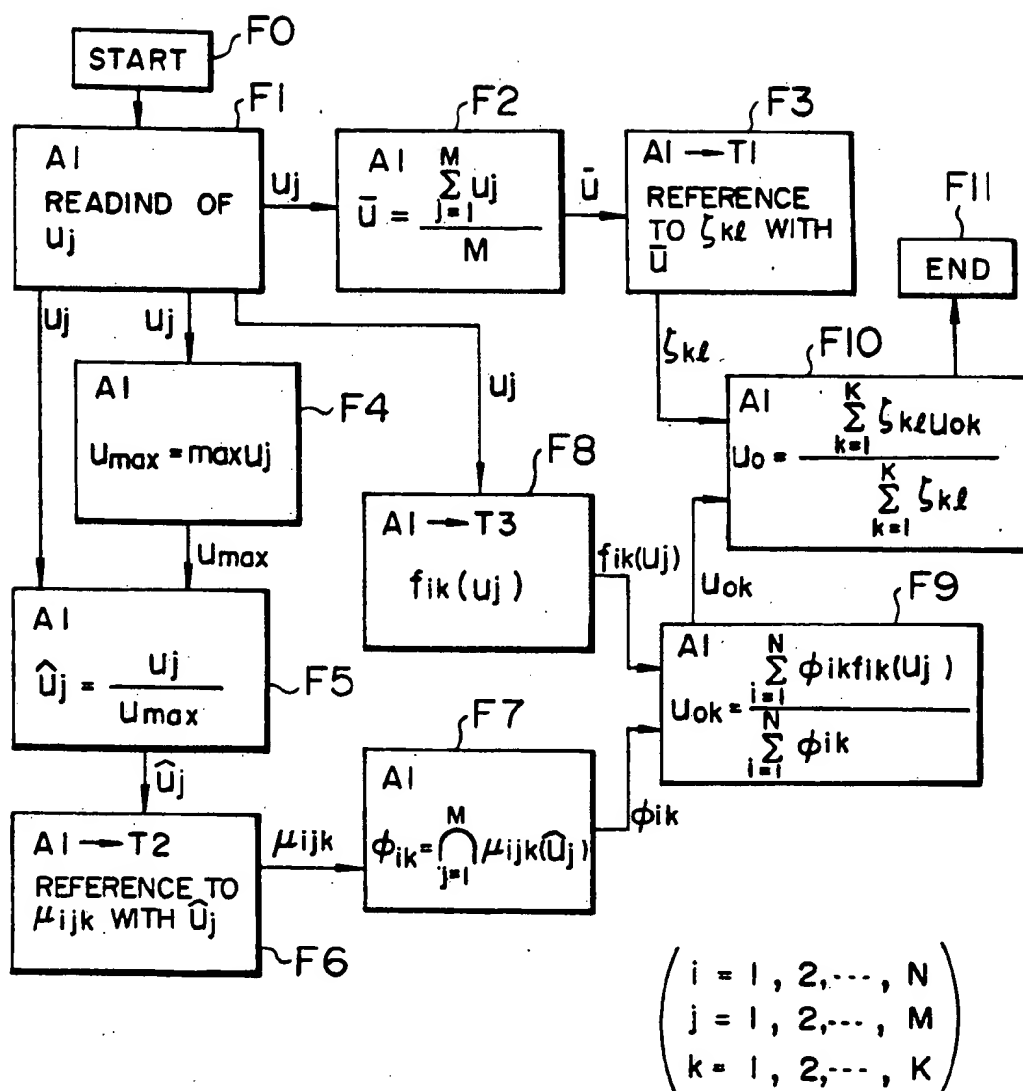 F0
START
F1
A1
READIND OF
uj
uj
F2
A1
ū = M∑j=1 uj / M
ū
F3
A1 → T1
REFERENCE
TO ζkℓ WITH
ū
F11
END
uj
uj
uj
ζkℓ
F4
A1
umax = maxuj
umax
F8
A1 → T3
fik(uj)
fik(uj)
F10
A1
uo = K∑k=1 ζkℓuok / K∑k=1 ζkℓ
uok
F5
A1
ûj = uj / umax
ûj
F9
A1
uok = N∑i=1 ϕikfik(uj) / N∑i=1 ϕik
F6
A1 → T2
REFERENCE TO
μijk WITH ûj
μijk
F7
A1
ϕik = M⋂j=1 μijk(ûj)
ϕik
i = 1 , 2,---, N
j = 1 , 2,---, M
k = 1 , 2,---, K